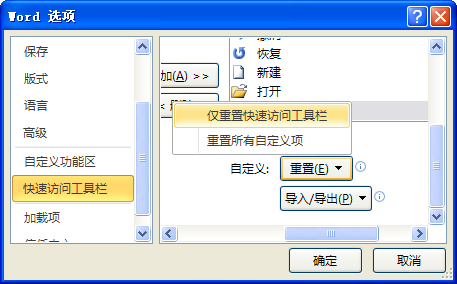 Word 选项
保存
版式
语言
高级
自定义功能区
快速访问工具栏
加载项
恢复
新建
打开
加(A) >>
仅重置快速访问工具栏
重置所有自定义项
自定义:
重置(E)
导入/导出(P)
确定
取消